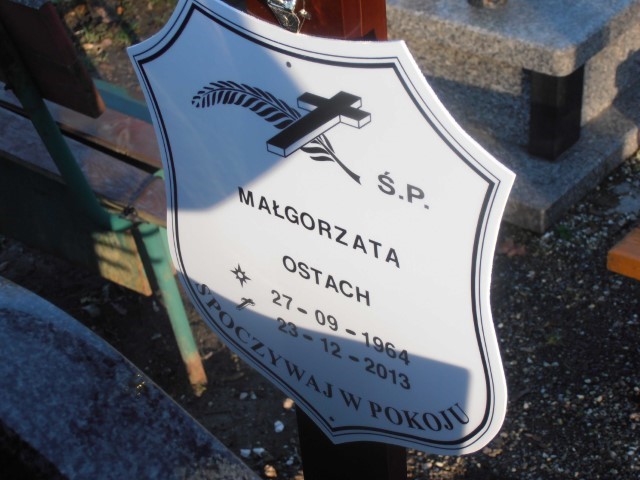 Ś.P.
MAŁGORZATA
OSTACH
27-09-1964
23-12-2013
SPOCZYWAJ W POKOJU